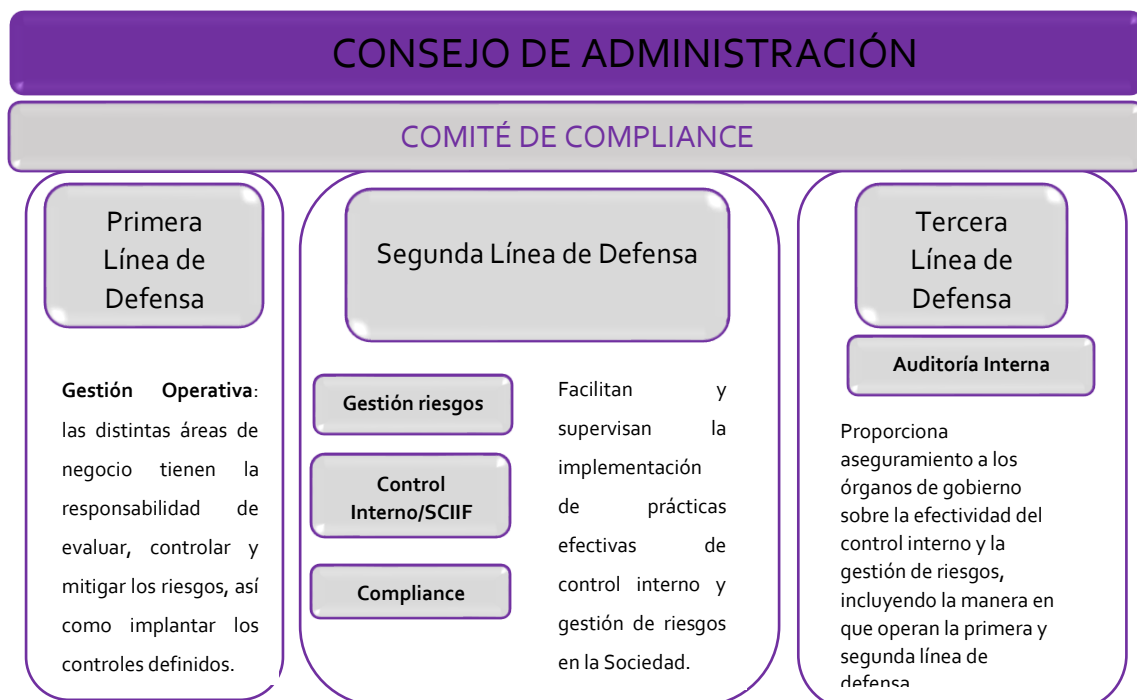 CONSEJO DE ADMINISTRACIÓN
COMITÉ DE COMPLIANCE
Primera
Línea de
Defensa
Gestión Operativa:
las distintas áreas de
negocio tienen la
responsabilidad de
evaluar, controlar y
mitigar los riesgos, así
como implantar los
controles definidos.
Segunda Línea de Defensa
Gestión riesgos
Control
Interno/SCIIF
Compliance
Facilitan y
supervisan la
implementación
de prácticas
efectivas de
control interno y
gestión de riesgos
en la Sociedad.
Tercera
Línea de
Defensa
Auditoría Interna
Proporciona
aseguramiento a los
órganos de gobierno
sobre la efectividad del
control interno y la
gestión de riesgos,
incluyendo la manera en
que operan la primera y
segunda línea de
defensa